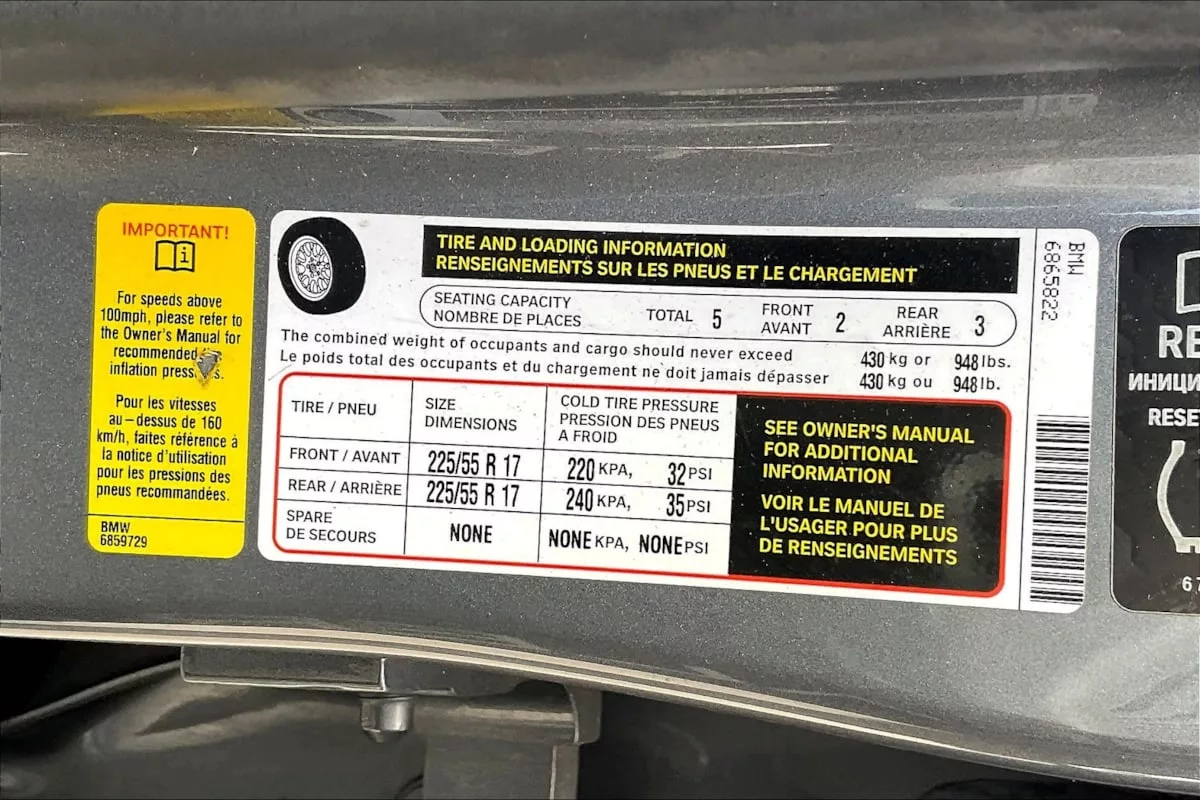 IMPORTANT!
For speeds above
100mph, please refer to
the Owner's Manual for
recommended
inflation
Pour les vitesses
au-dessus de 160
km/h, faites référence à
la notice d'utilisation
pour les pressions des
pneus recommandées.
BMW
6859729
TIRE AND LOADING INFORMATION
RENSEIGNEMENTS SUR LES PNEUS ET LE CHARGEMENT
SEATING CAPACITY
NOMBRE DE PLACES
TOTAL 5
FRONT
AVANT 2
REAR
ARRIÈRE 3
The combined weight of occupants and cargo should never exceed 430 kg or 948 lbs.
Le poids total des occupants et du chargement ne doit jamais dépasser 430 kg ou 948 lb.
TIRE / PNEU
SIZE
DIMENSIONS
COLD TIRE PRESSURE
PRESSION DES PNEUS
A FROID
FRONT / AVANT 225/55 R 17 220 KPA, 32 PSI
REAR / ARRIÈRE 225/55 R 17 240 KPA, 35 PSI
SPARE
DE SECOURS NONE NONE KPA, NONE PSI
SEE OWNER'S MANUAL
FOR ADDITIONAL
INFORMATION
VOIR LE MANUEL DE
L'USAGER POUR PLUS
DE RENSEIGNEMENTS
BMW
6865822
RE
ИНИЦИ
RESE
6 7